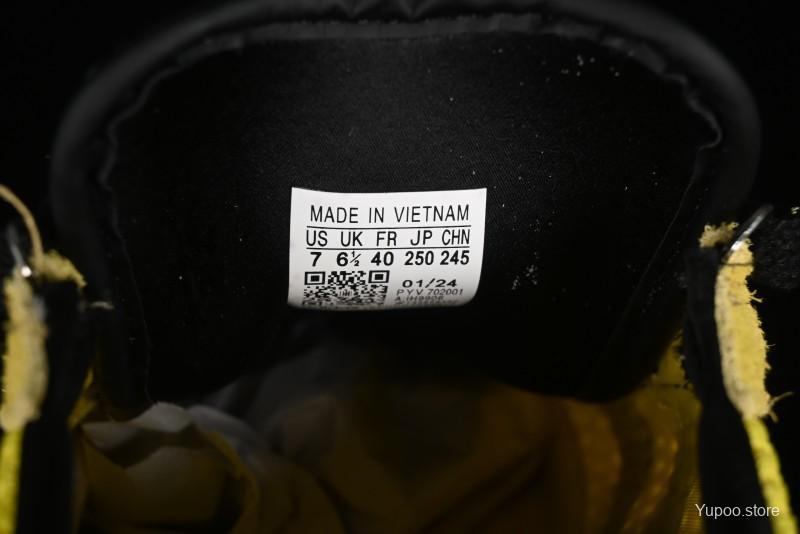 MADE IN VIETNAM
US UK FR JP CHN
7 6½ 40 250 245
01/24
PYV 702001
Yupoo.store